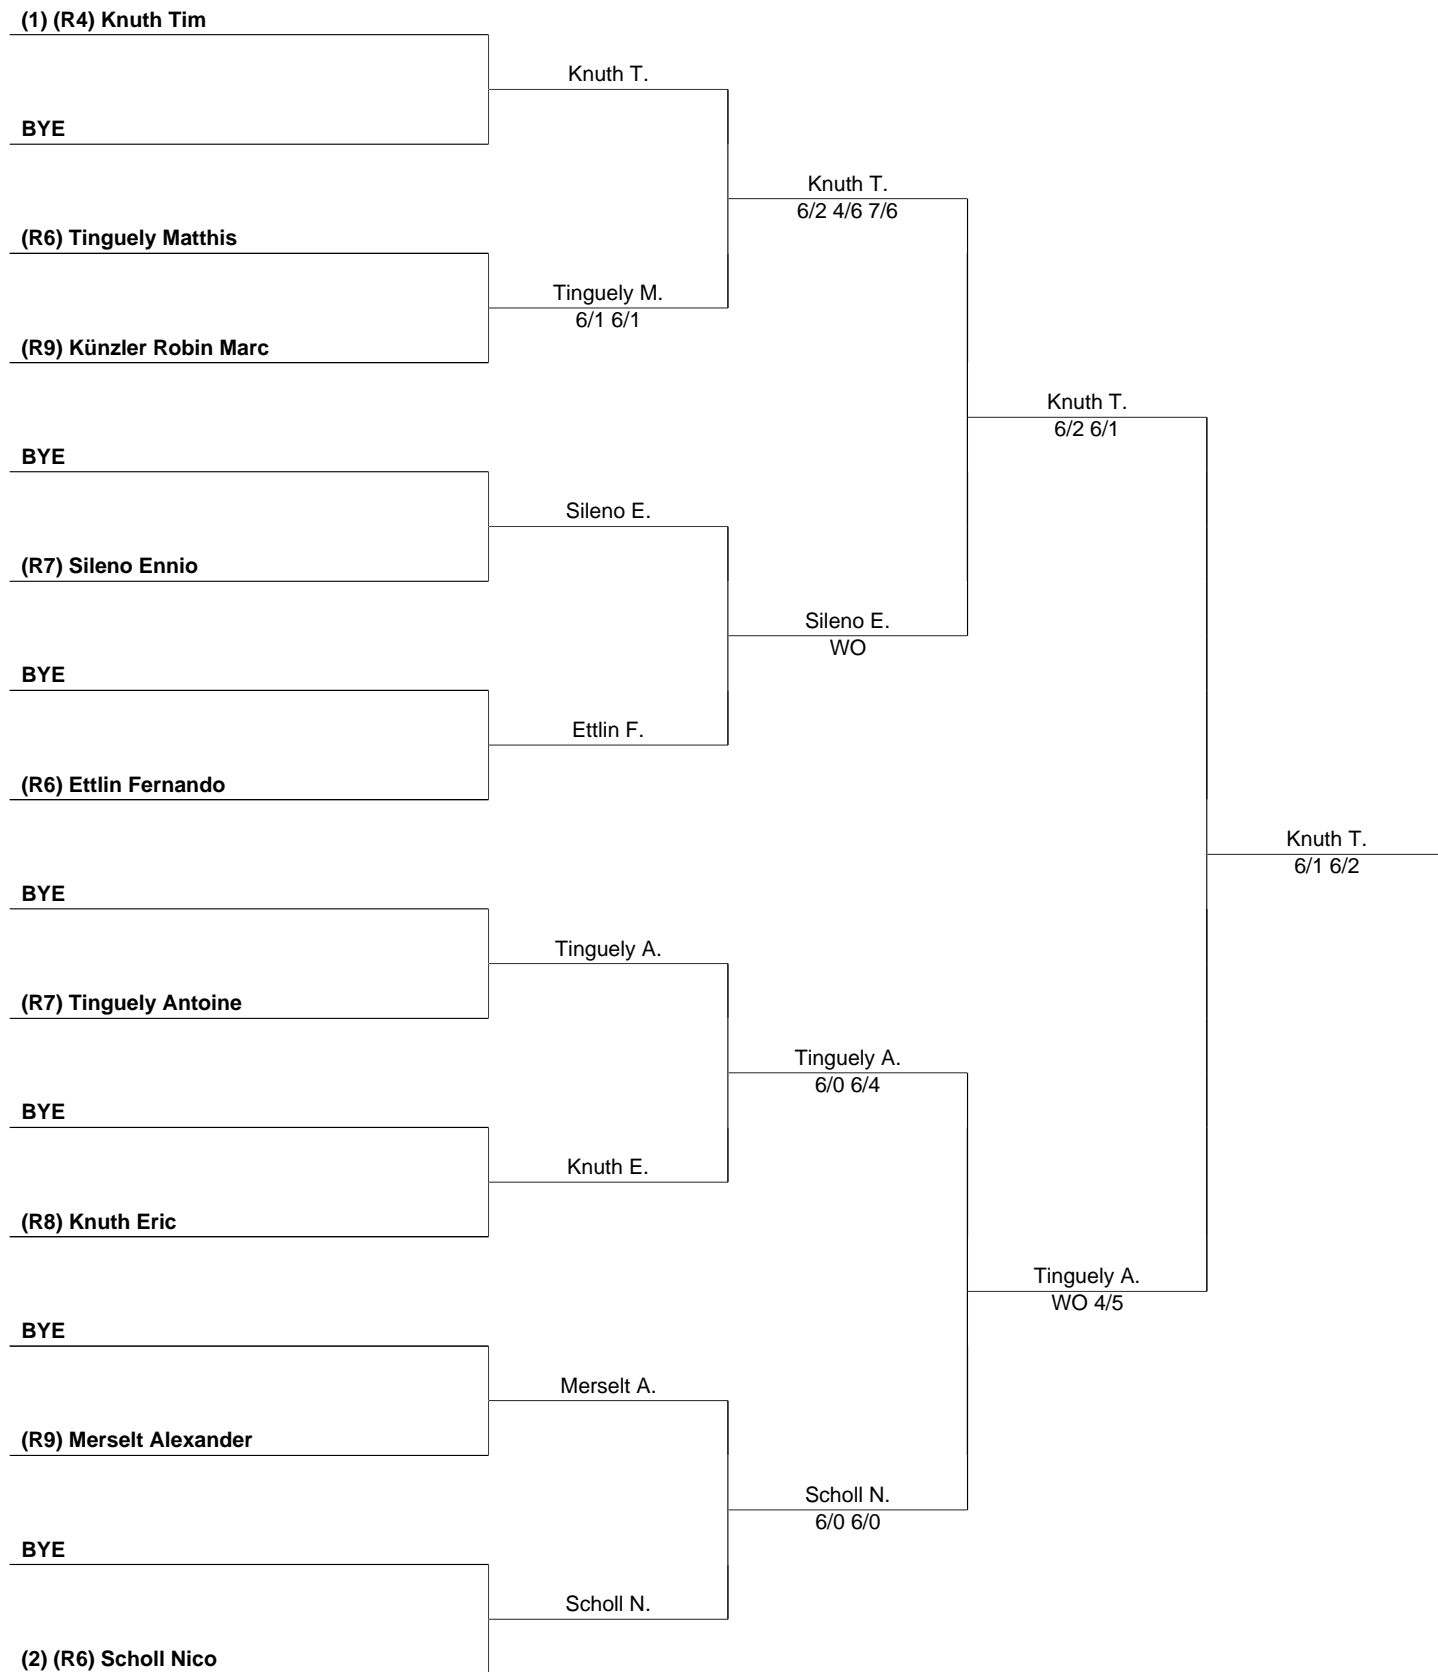 (1) (R4) Knuth Tim
Knuth T.
BYE
Knuth T.
6/2 4/6 7/6
(R6) Tinguely Matthis
Tinguely M.
6/1 6/1
(R9) Künzler Robin Marc
Knuth T.
6/2 6/1
BYE
Sileno E.
(R7) Sileno Ennio
Sileno E.
WO
BYE
Ettlin F.
(R6) Ettlin Fernando
Knuth T.
6/1 6/2
BYE
Tinguely A.
(R7) Tinguely Antoine
Tinguely A.
6/0 6/4
BYE
Knuth E.
(R8) Knuth Eric
Tinguely A.
WO 4/5
BYE
Merselt A.
(R9) Merselt Alexander
Scholl N.
6/0 6/0
BYE
Scholl N.
(2) (R6) Scholl Nico